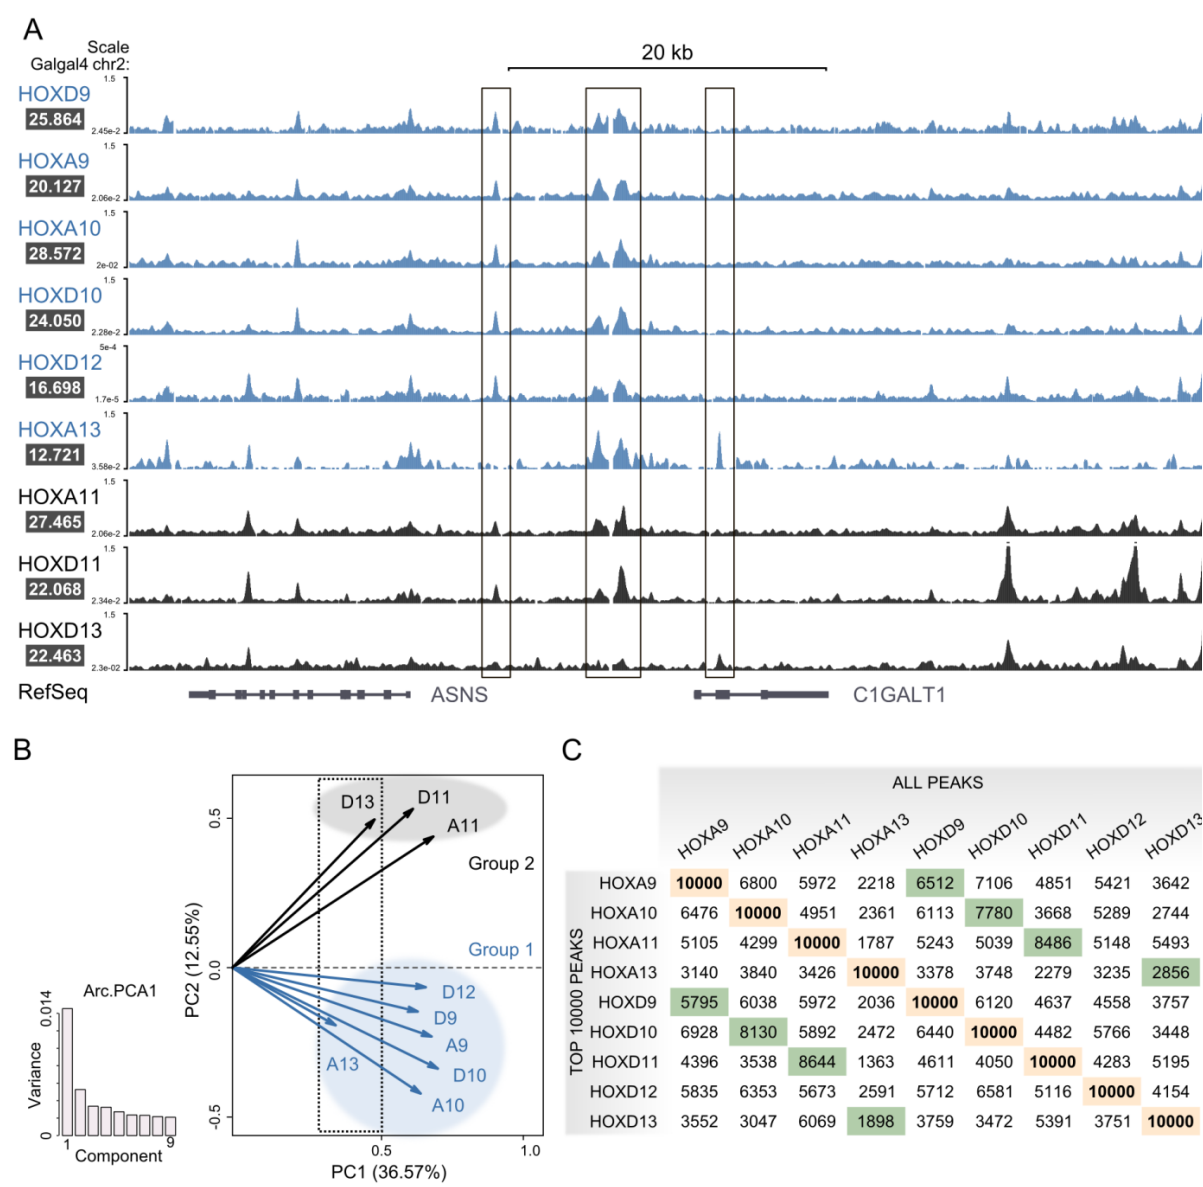 A
Scale
Galgal4 chr2:
20 kb
HOXD9
25.864
1.5
2.45e-2
HOXA9
20.127
1.5
2.06e-2
HOXA10
28.572
1.5
2e-02
HOXD10
24.050
1.5
2.28e-2
HOXD12
16.698
5e-4
1.7e-5
HOXA13
12.721
1.5
3.58e-2
HOXA11
27.465
1.5
2.06e-2
HOXD11
22.068
1.5
2.34e-2
HOXD13
22.463
1.5
2.3e-02
RefSeq ASNS C1GALT1
B
Arc.PCA1
Variance
0.014
0
1 9
Component
PC2 (12.55%)
0.5
0.0
-0.5
D13 D11
A11
Group 2
Group 1
D12
D9
A9
A13 D10
A10
0.5 1.0
PC1 (36.57%)
C
ALL PEAKS
HOXA9 HOXA10 HOXA11 HOXA13 HOXD9 HOXD10 HOXD11 HOXD12 HOXD13
TOP 10000 PEAKS
HOXA9 10000 6800 5972 2218 6512 7106 4851 5421 3642
HOXA10 6476 10000 4951 2361 6113 7780 3668 5289 2744
HOXA11 5105 4299 10000 1787 5243 5039 8486 5148 5493
HOXA13 3140 3840 3426 10000 3378 3748 2279 3235 2856
HOXD9 5795 6038 5972 2036 10000 6120 4637 4558 3757
HOXD10 6928 8130 5892 2472 6440 10000 4482 5766 3448
HOXD11 4396 3538 8644 1363 4611 4050 10000 4283 5195
HOXD12 5835 6353 5673 2591 5712 6581 5116 10000 4154
HOXD13 3552 3047 6069 1898 3759 3472 5391 3751 10000